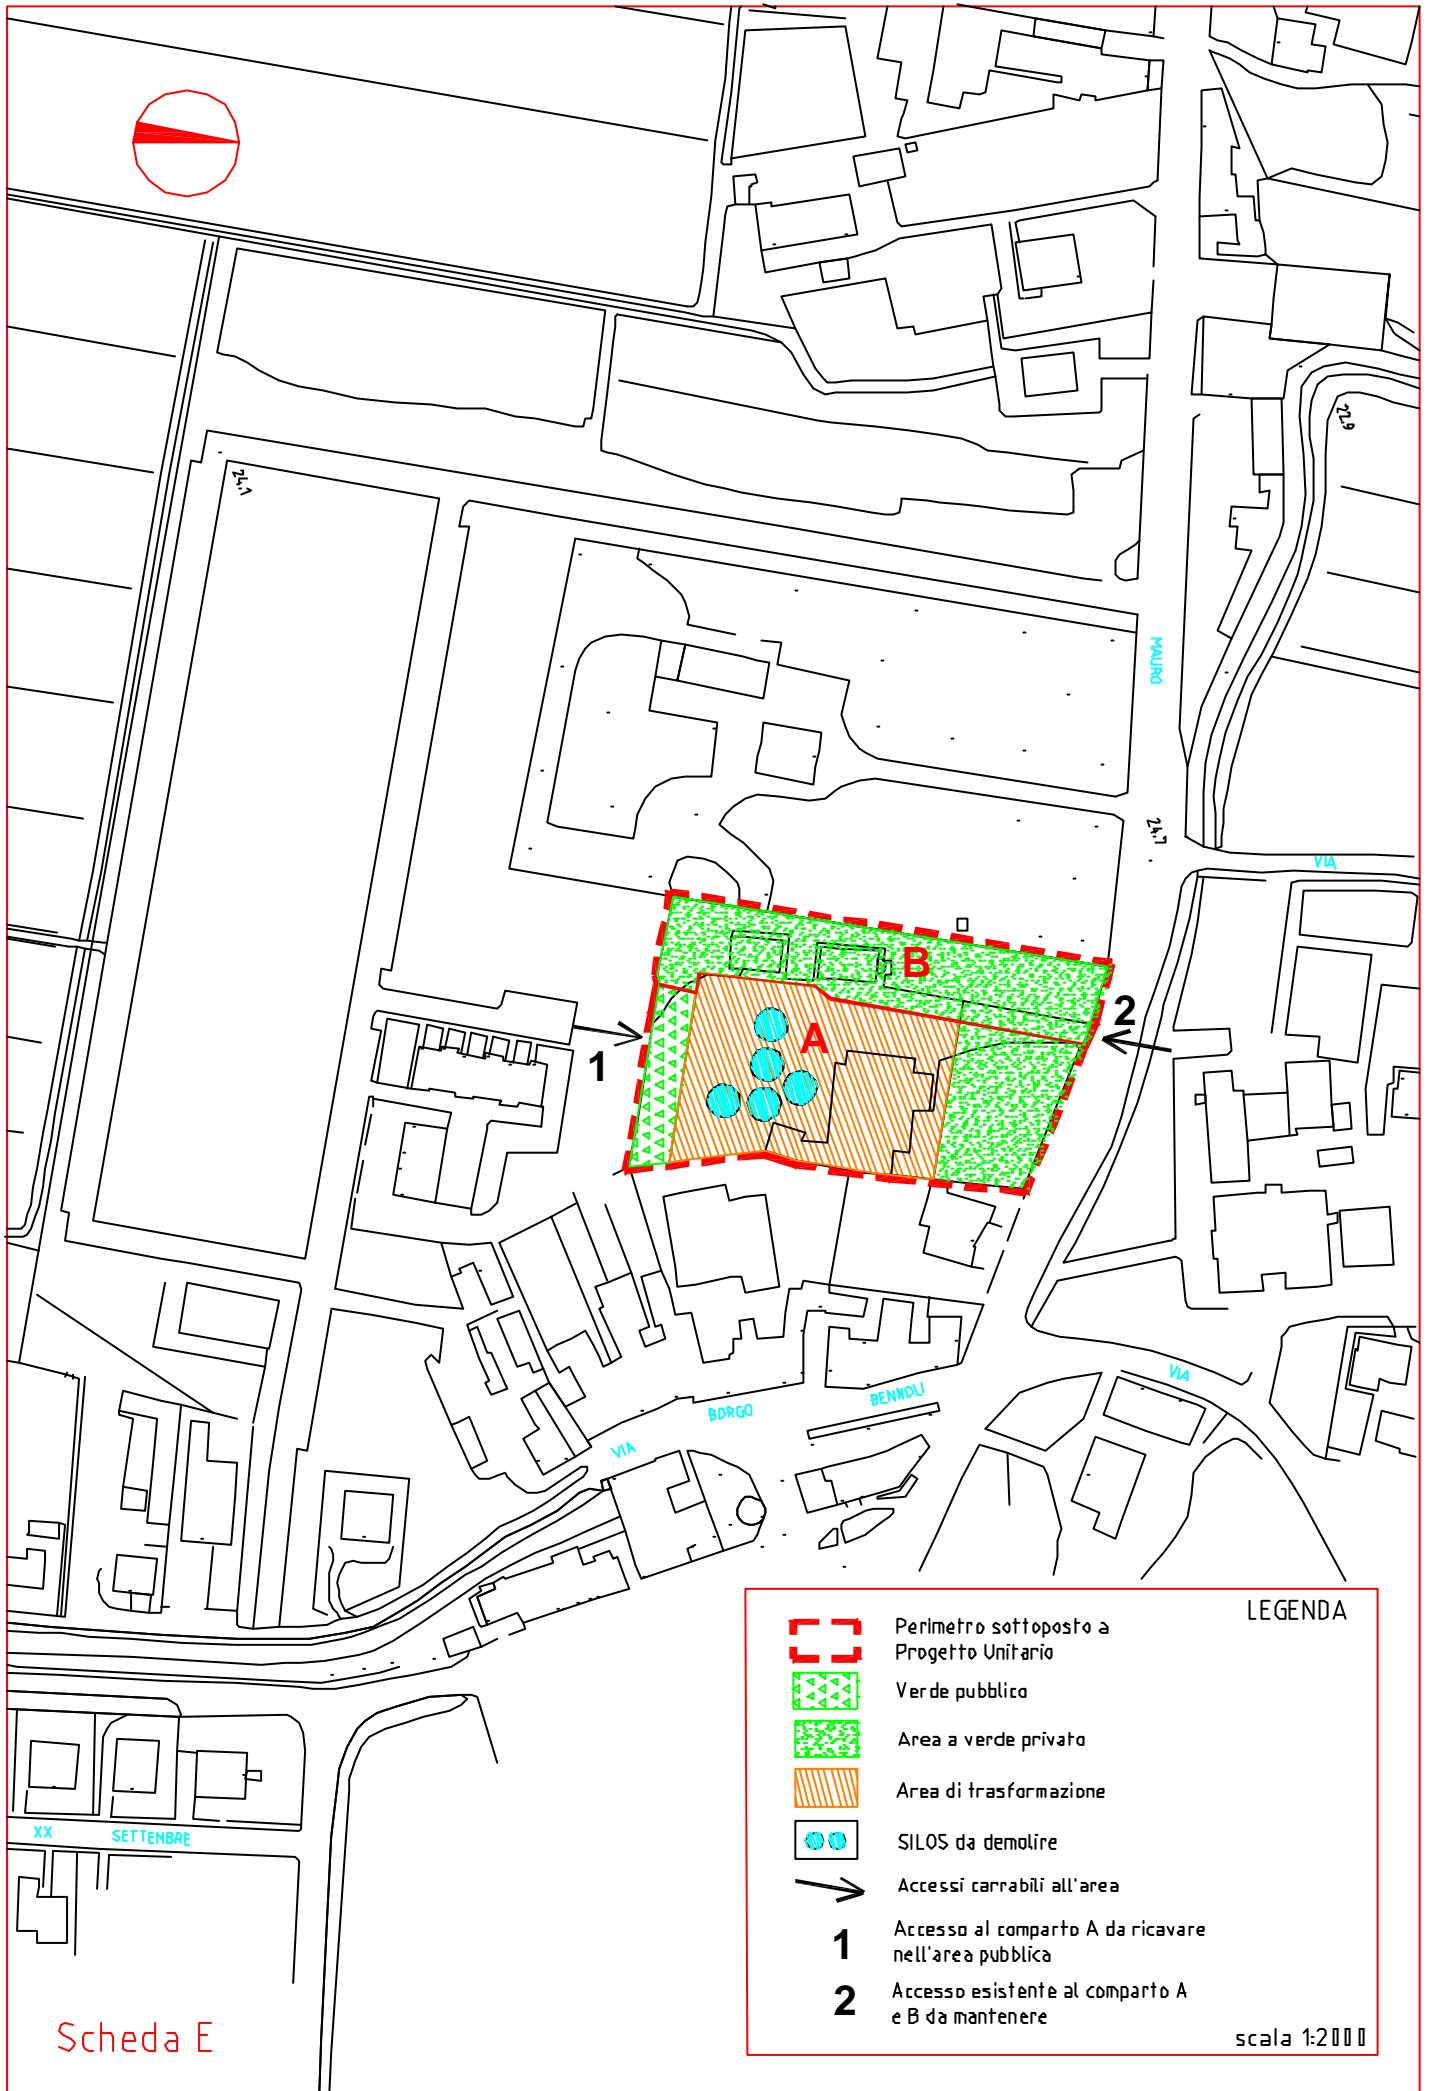 22.9
24.1
MAURO
24.7
VIA
B
A
2
1
VIA
BENNOLI
BORGO
VIA
LEGENDA
Perimetro sottoposto a
Progetto Unitario
Verde pubblico
Area a verde privato
Area di trasformazione
SILOS da demolire
Accessi carrabili all'area
1
Accesso al comparto A da ricavare
nell'area pubblica
2
Accesso esistente al comparto A
e B da mantenere
scala 1:2000
XX SETTEMBRE
Scheda E